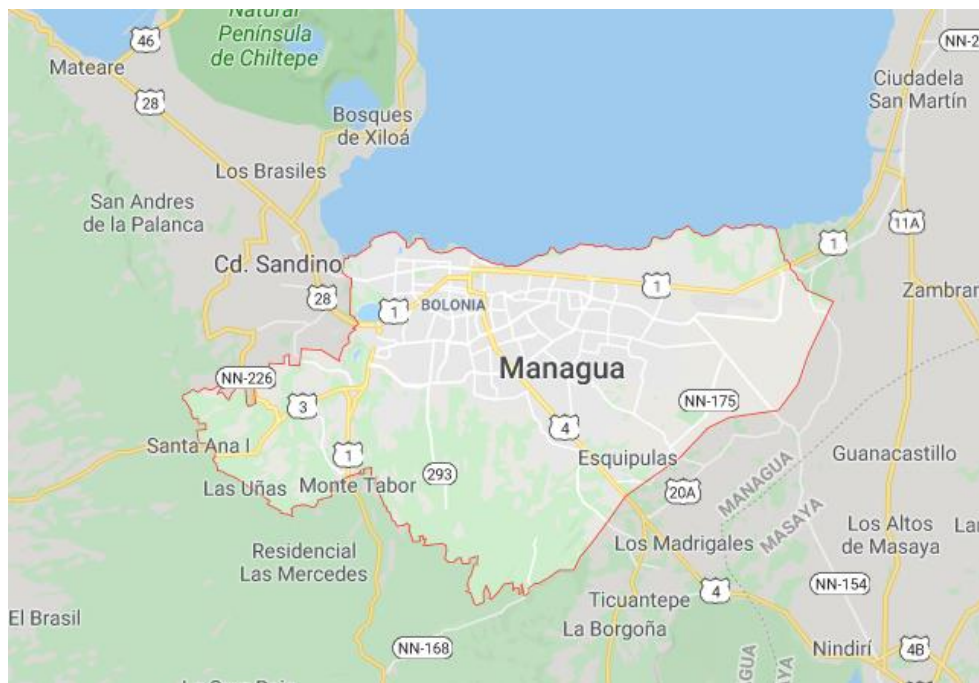 Natural
Península
de Chiltepe
46
NN-2
Mateare
Ciudadela
San Martín
28
Bosques
de Xiloá
Los Brasiles
San Andres
de la Palanca
11A
1
Cd. Sandino
1
Zambran
28
1
BOLONIA
Managua
NN-226
3
NN-175
4
Santa Ana I
1
Esquipulas
Guanacastillo
293
Las Uñas
Monte Tabor
20A
MANAGUA
MASAYA
Los Altos
de Masaya
La
Residencial
Las Mercedes
Los Madrigales
NN-154
4
El Brasil
Ticuantepe
La Borgoña
NN-168
Nindirí
4B
GUA
AYA